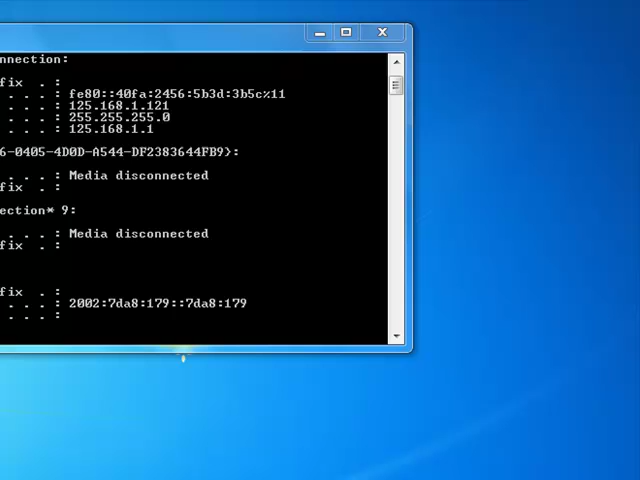 nnection:
fix  . :
. . . : fe80::40fa:2456:5b3d:3b5c%11
. . . : 125.168.1.121
. . . : 255.255.255.0
. . . : 125.168.1.1
6-0405-4D0D-A544-DF2383644FB9}:
. . . : Media disconnected
fix  . :
ection* 9:
. . . : Media disconnected
fix  . :
fix  . :
. . . : 2002:7da8:179::7da8:179
. . . :